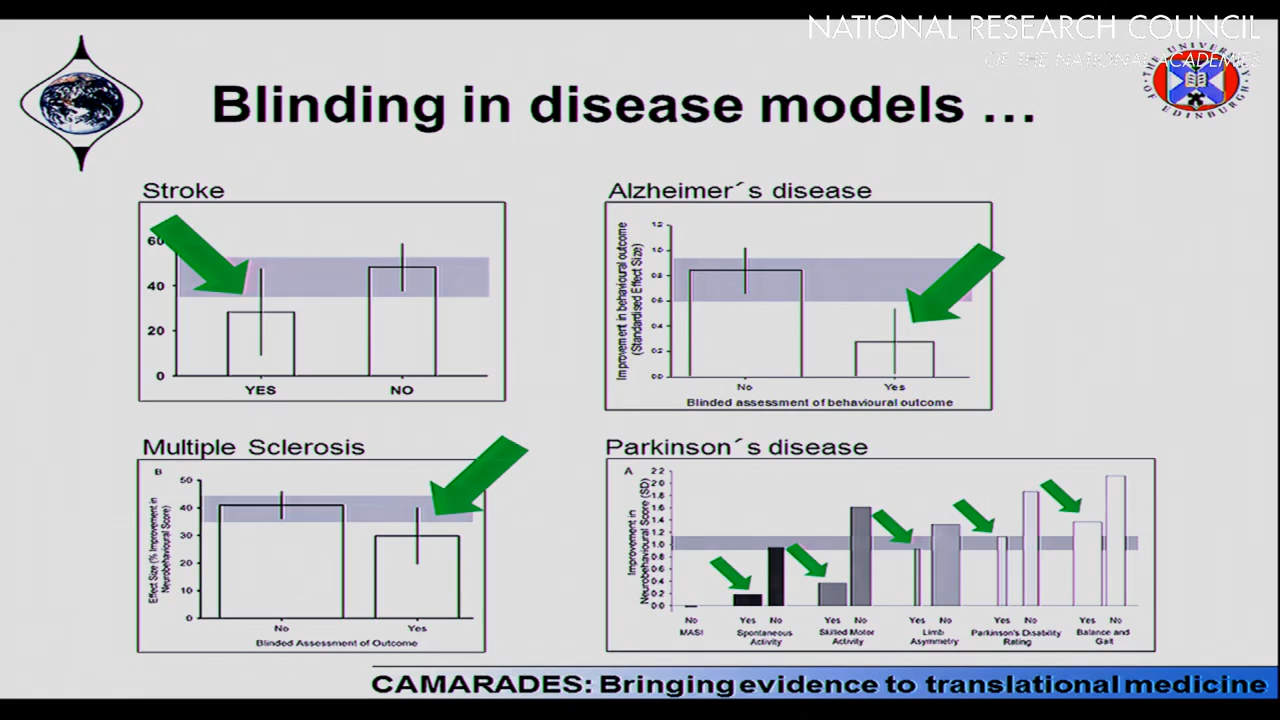 NATIONAL RESEARCH COUNCIL
OF THE NATIONAL ACADEMIES
THE UNIVERSITY OF EDINBURGH
Blinding in disease models ...
Stroke
60
40
20
0
YES NO
Alzheimer´s disease
Improvement in behavioural outcome
(Standardised Effect Size)
1.2
1.0
0.8
0.6
0.4
0.2
0.0
No Yes
Blinded assessment of behavioural outcome
Multiple Sclerosis
B
Effect Size (% Improvement in
Neurobehavioural Score)
50
40
30
20
10
0
No Yes
Blinded Assessment of Outcome
Parkinson´s disease
A
Improvement in
Neurobehavioural Score (SD)
2.2
2.0
1.8
1.6
1.4
1.2
1.0
0.8
0.6
0.4
0.2
0.0
No Yes No Yes No Yes No Yes No Yes No
MASI Spontaneous Activity Skilled Motor Activity Limb Asymmetry Parkinson's Disability Rating Balance and Gait
CAMARADES: Bringing evidence to translational medicine